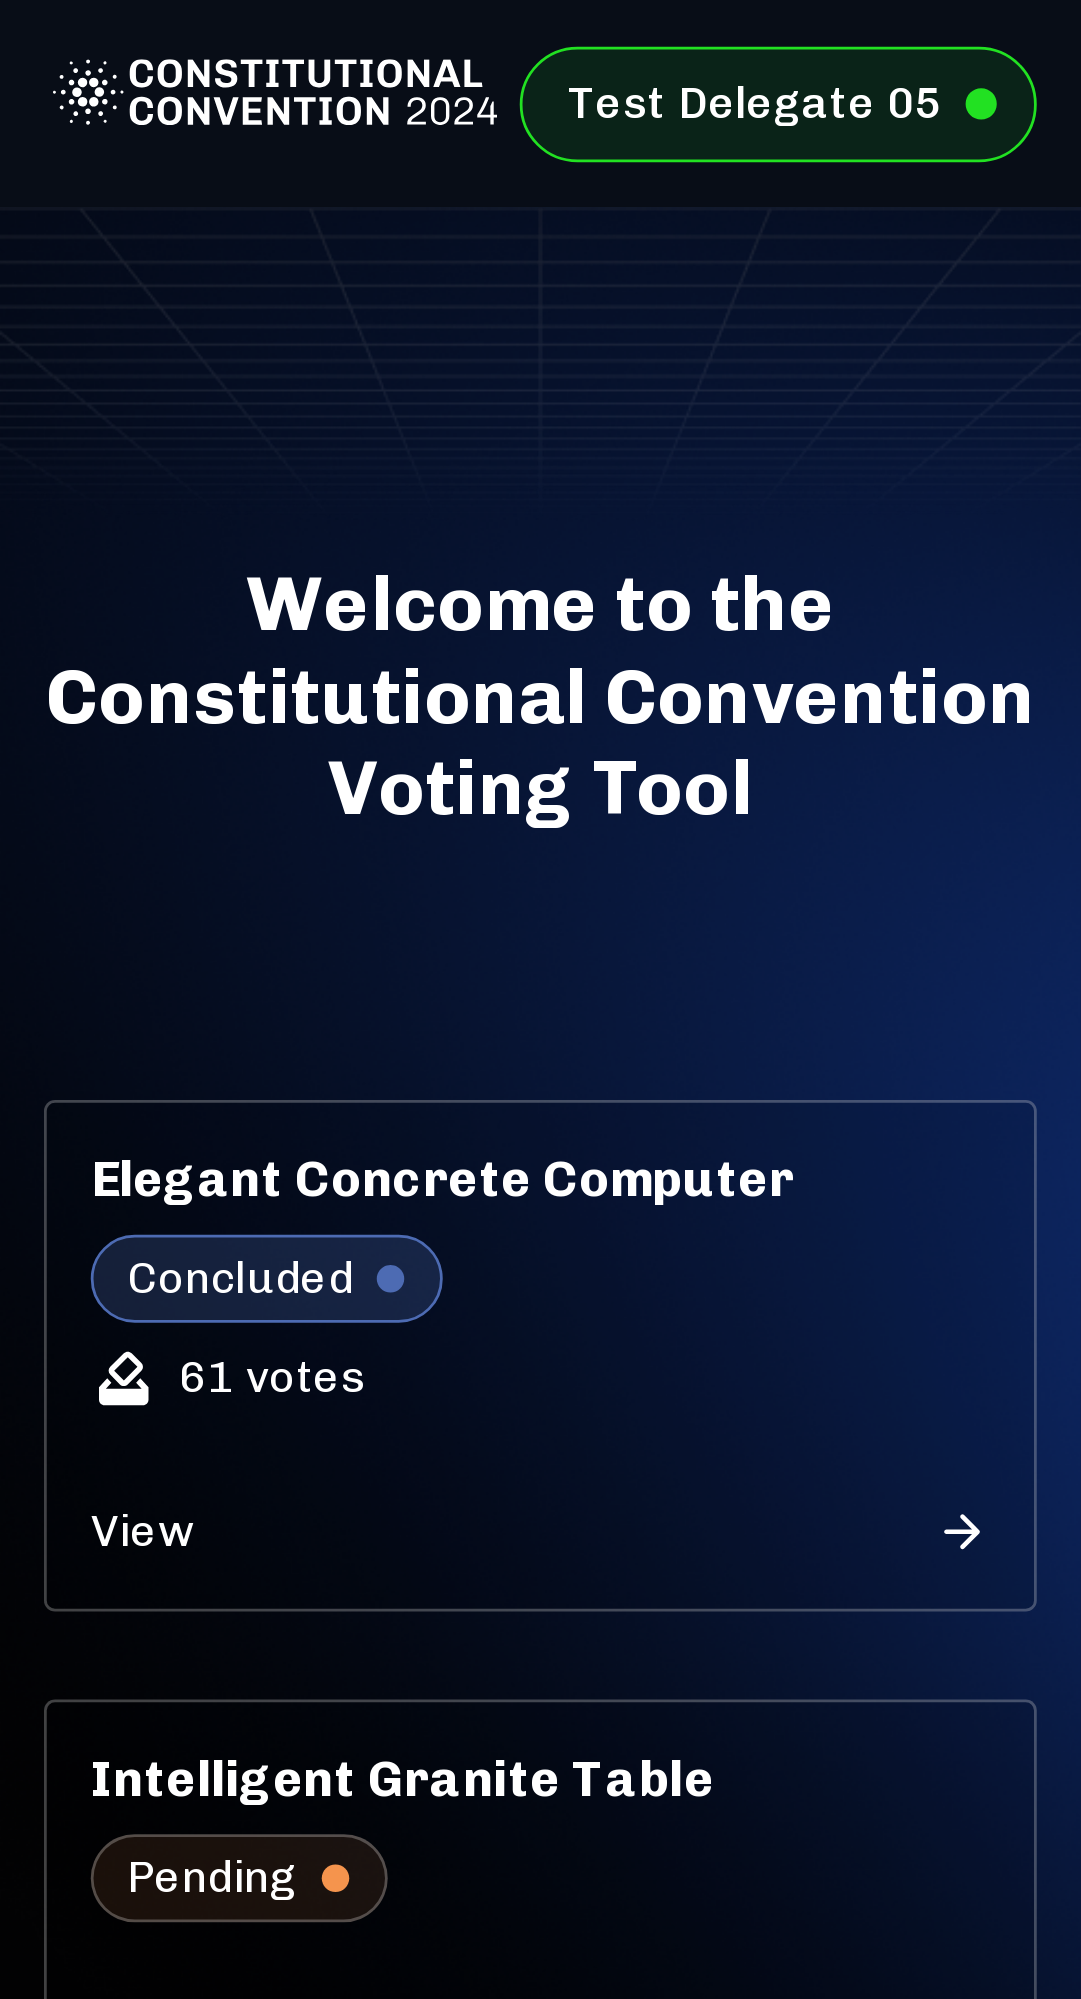 CONSTITUTIONAL
CONVENTION 2024
Test Delegate 05
Welcome to the
Constitutional Convention
Voting Tool
Elegant Concrete Computer
Concluded
61 votes
View
Intelligent Granite Table
Pending